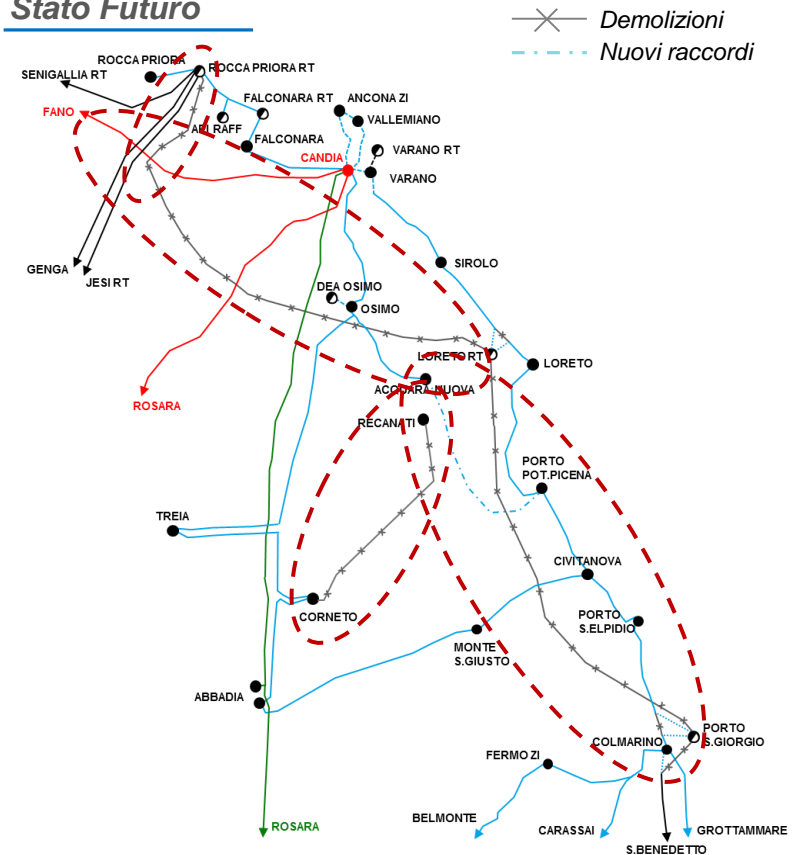 Stato Futuro
Demolizioni
Nuovi raccordi
ROCCA PRIORA
ROCCA PRIORA RT
SENIGALLIA RT
FALCONARA RT
ANCONA ZI
FANO
API RAFF
VALLEMIANO
FALCONARA
CANDIA
VARANO RT
VARANO
GENGA
JESI RT
SIROLO
DEA OSIMO
OSIMO
LORETO RT
LORETO
ROSARA
ACQUARA NUOVA
RECANATI
PORTO
POT.PICENA
TREIA
CIVITANOVA
CORNETO
PORTO
S.ELPIDIO
MONTE
S.GIUSTO
ABBADIA
PORTO
S.GIORGIO
COLMARINO
FERMO ZI
BELMONTE
CARASSAI
ROSARA
GROTTAMMARE
S.BENEDETTO